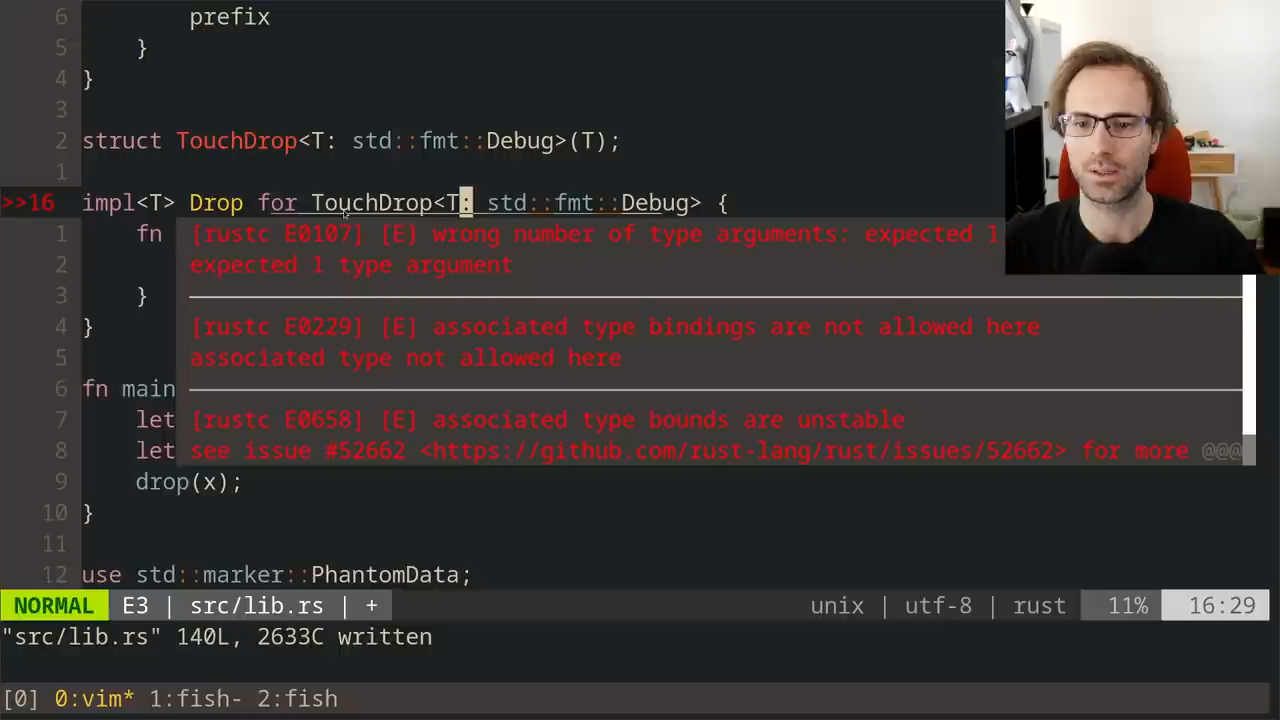 6 prefix
5 }
4 }
3
2 struct TouchDrop<T: std::fmt::Debug>(T);
1
>>16 impl<T> Drop for TouchDrop<T: std::fmt::Debug> {
1 fn [rustc E0107] [E] wrong number of type arguments: expected 1
2 expected 1 type argument
3 }
4 } [rustc E0229] [E] associated type bindings are not allowed here
5 associated type not allowed here
6 fn main
7 let [rustc E0658] [E] associated type bounds are unstable
8 let see issue #52662 <https://github.com/rust-lang/rust/issues/52662> for more @@@
9 drop(x);
10 }
11
12 use std::marker::PhantomData;
NORMAL E3 | src/lib.rs | + unix | utf-8 | rust 11% 16:29
"src/lib.rs" 140L, 2633C written
[0] 0:vim* 1:fish- 2:fish